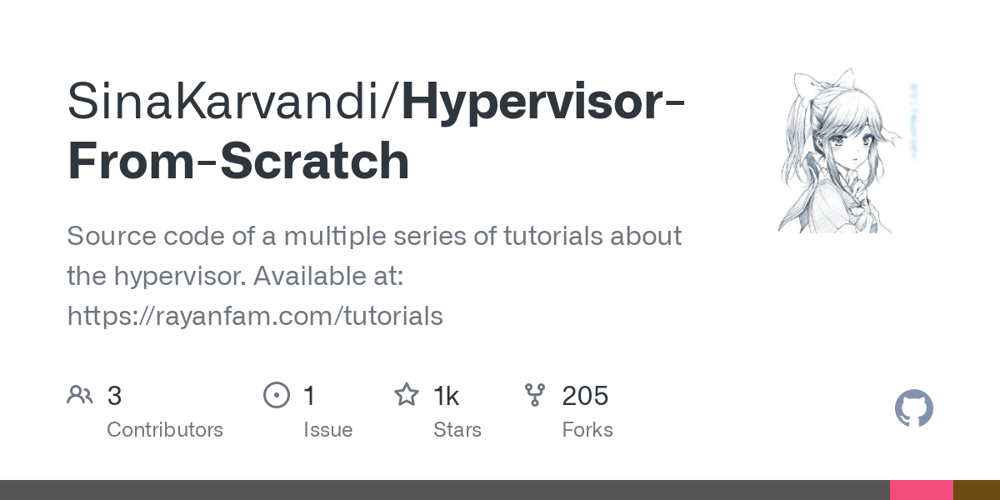 SinaKarvandi/Hypervisor-
From-Scratch
Source code of a multiple series of tutorials about
the hypervisor. Available at:
https://rayanfam.com/tutorials
3
Contributors
1
Issue
1k
Stars
205
Forks